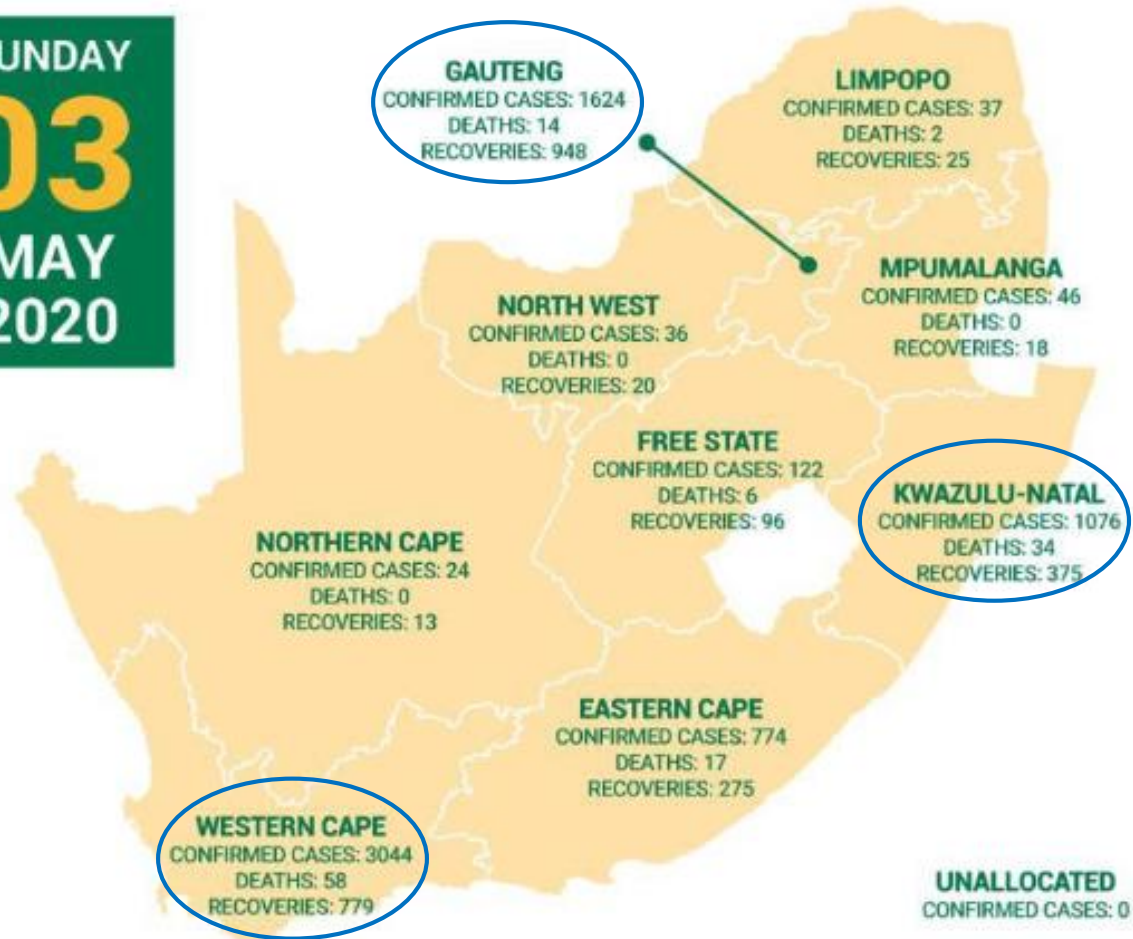 UNDAY
03
MAY
2020
GAUTENG
CONFIRMED CASES: 1624
DEATHS: 14
RECOVERIES: 948
LIMPOPO
CONFIRMED CASES: 37
DEATHS: 2
RECOVERIES: 25
MPUMALANGA
CONFIRMED CASES: 46
DEATHS: 0
RECOVERIES: 18
NORTH WEST
CONFIRMED CASES: 36
DEATHS: 0
RECOVERIES: 20
FREE STATE
CONFIRMED CASES: 122
DEATHS: 6
RECOVERIES: 96
KWAZULU-NATAL
CONFIRMED CASES: 1076
DEATHS: 34
RECOVERIES: 375
NORTHERN CAPE
CONFIRMED CASES: 24
DEATHS: 0
RECOVERIES: 13
EASTERN CAPE
CONFIRMED CASES: 774
DEATHS: 17
RECOVERIES: 275
WESTERN CAPE
CONFIRMED CASES: 3044
DEATHS: 58
RECOVERIES: 779
UNALLOCATED
CONFIRMED CASES: 0